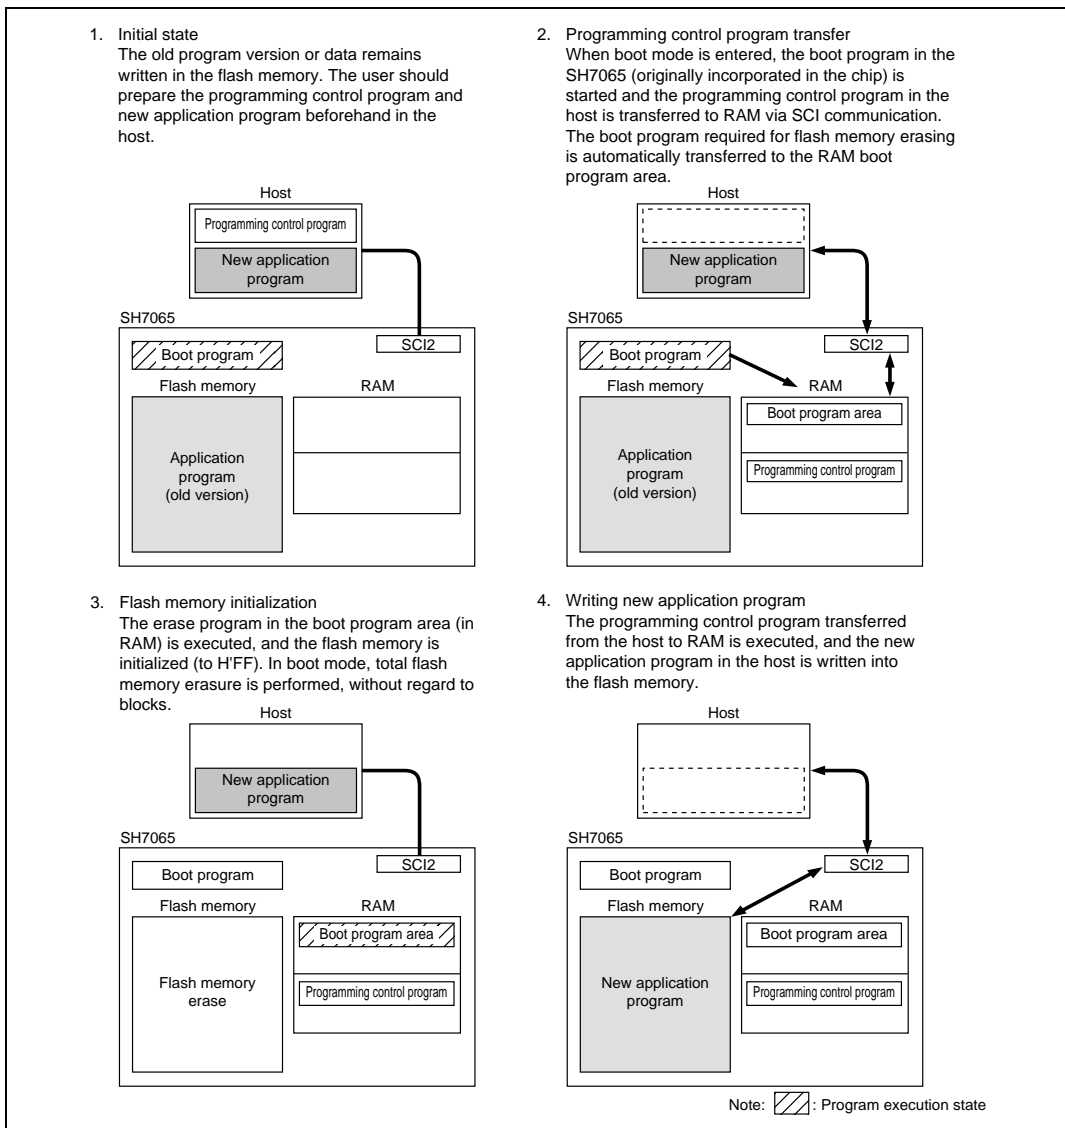 1. Initial state
The old program version or data remains
written in the flash memory. The user should
prepare the programming control program and
new application program beforehand in the
host.
Host
Programming control program
New application
program
SH7065
SCI2
Boot program
Flash memory
RAM
Application
program
(old version)
2. Programming control program transfer
When boot mode is entered, the boot program in the
SH7065 (originally incorporated in the chip) is
started and the programming control program in the
host is transferred to RAM via SCI communication.
The boot program required for flash memory erasing
is automatically transferred to the RAM boot
program area.
Host
New application
program
SH7065
SCI2
Boot program
Flash memory
RAM
Boot program area
Application
program
(old version)
Programming control program
3. Flash memory initialization
The erase program in the boot program area (in
RAM) is executed, and the flash memory is
initialized (to H'FF). In boot mode, total flash
memory erasure is performed, without regard to
blocks.
Host
New application
program
SH7065
SCI2
Boot program
Flash memory
RAM
Boot program area
Flash memory
erase
Programming control program
4. Writing new application program
The programming control program transferred
from the host to RAM is executed, and the new
application program in the host is written into
the flash memory.
Host
SH7065
SCI2
Boot program
Flash memory
RAM
Boot program area
New application
program
Programming control program
Note: : Program execution state